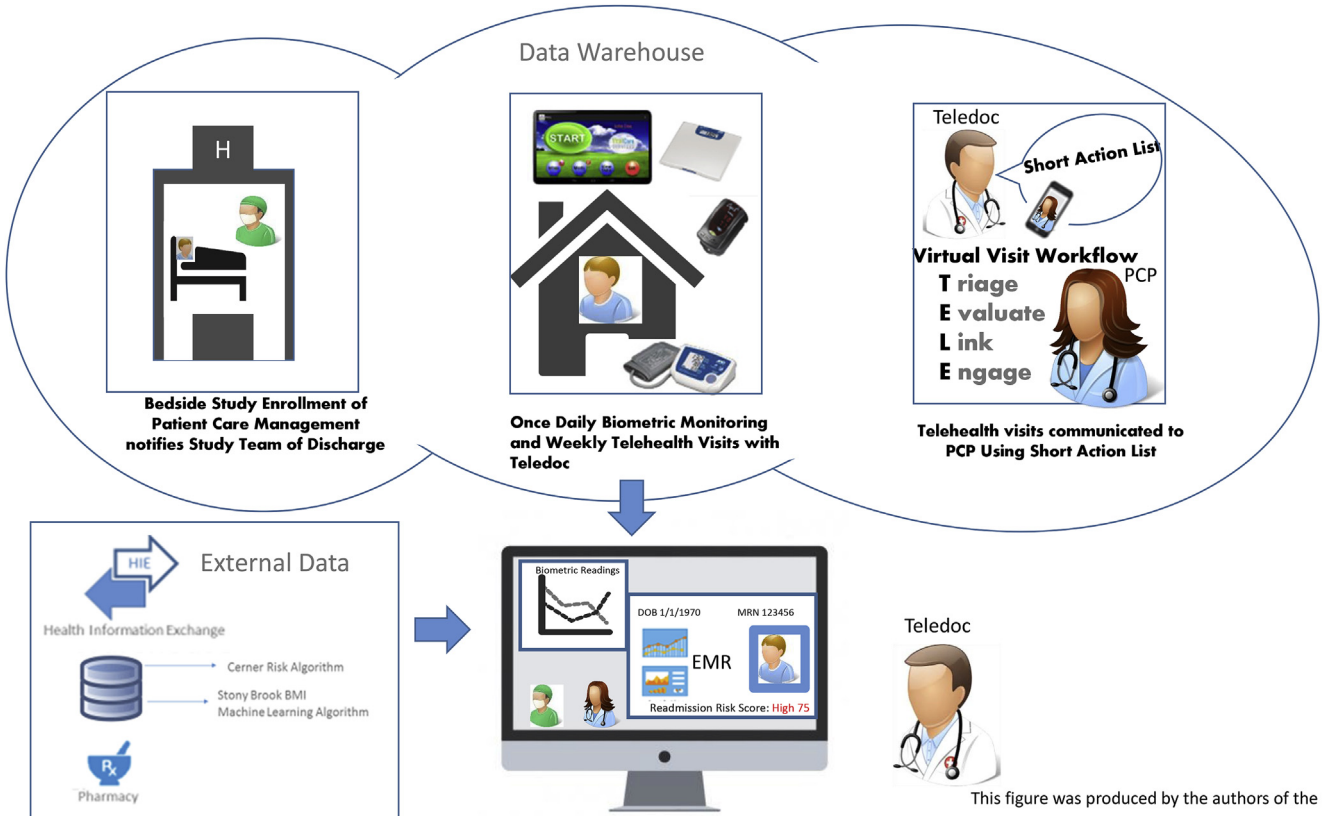 Data Warehouse
H
Bedside Study Enrollment of
Patient Care Management
notifies Study Team of Discharge
START
Once Daily Biometric Monitoring
and Weekly Telehealth Visits with
Teledoc
Teledoc
Short Action List
Virtual Visit Workflow
PCP
T riage
E valuate
L ink
E ngage
Telehealth visits communicated to
PCP Using Short Action List
HIE
External Data
Health Information Exchange
Cerner Risk Algorithm
Stony Brook BMI
Machine Learning Algorithm
Rx
Pharmacy
Biometric Readings
DOB 1/1/1970
MRN 123456
EMR
Readmission Risk Score: High 75
Teledoc
This figure was produced by the authors of the